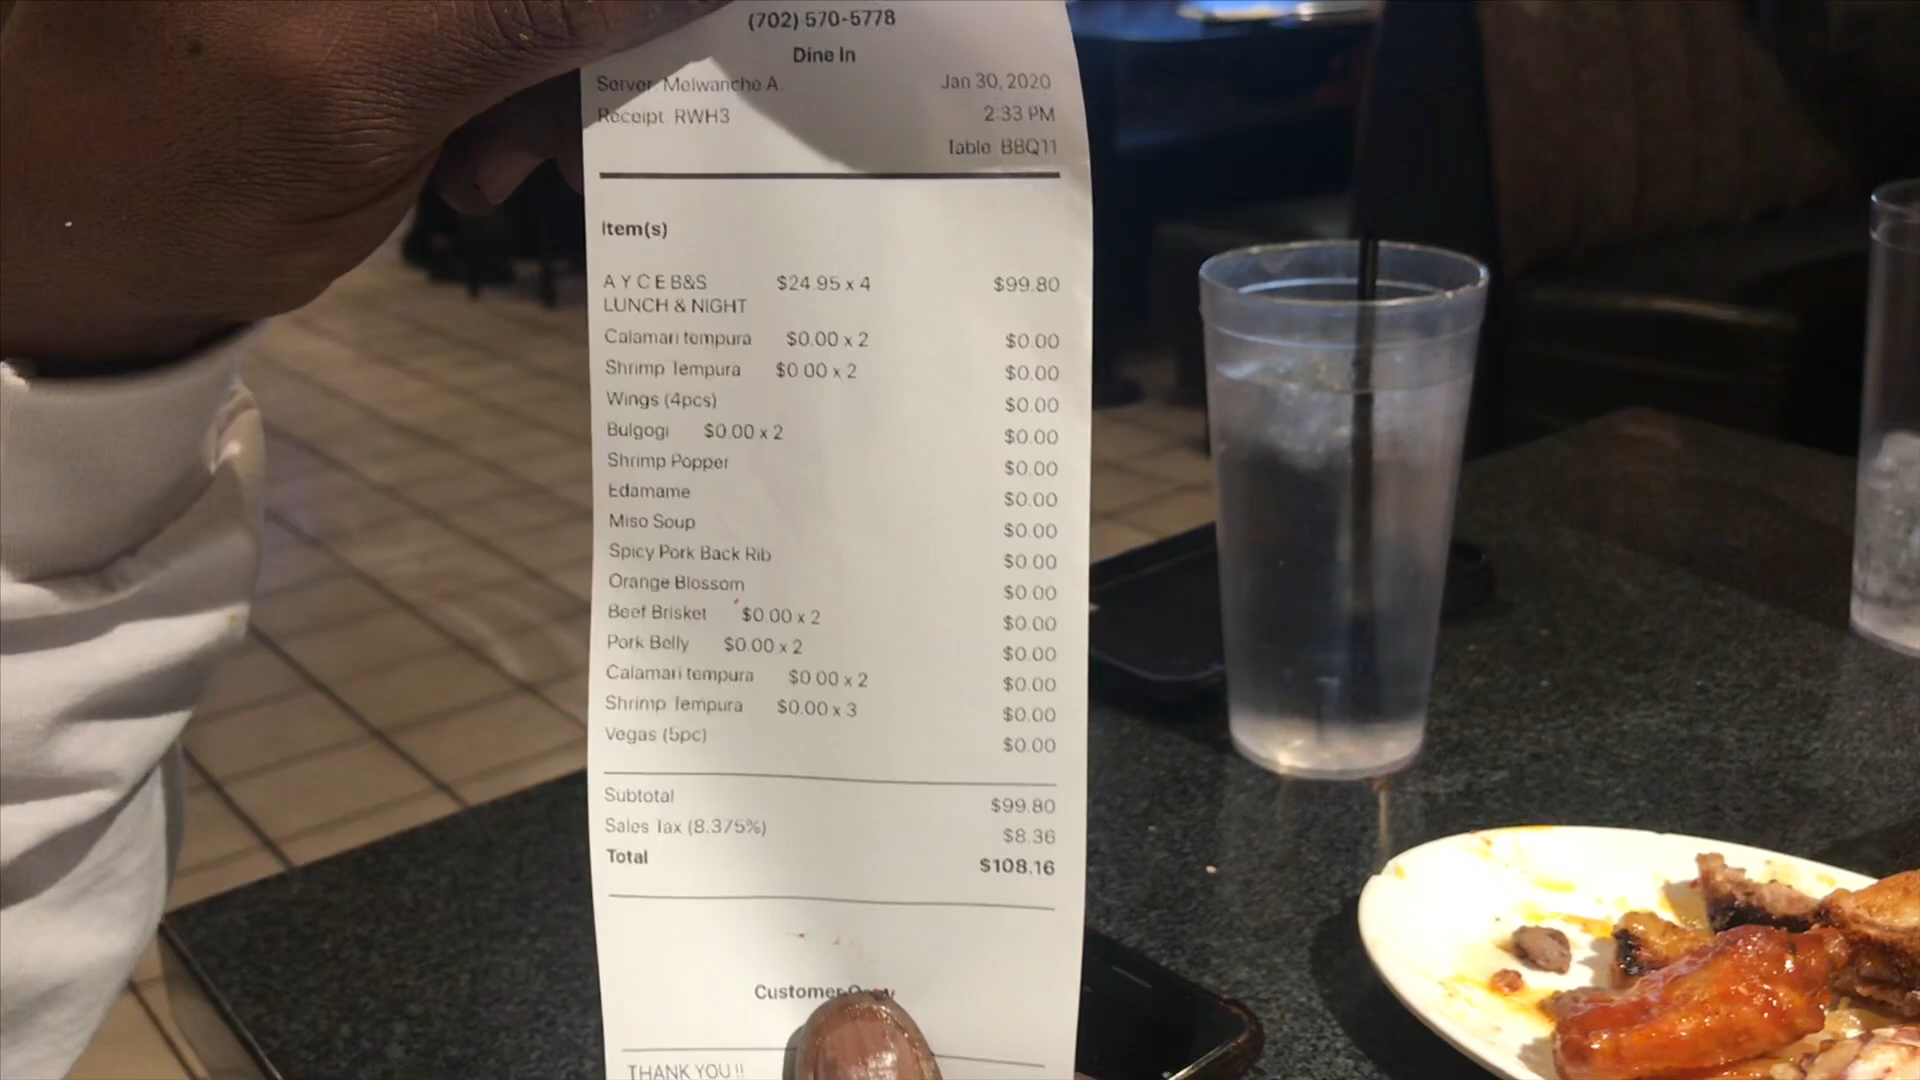 (702) 570-5778
Dine In
Server: Melwanche A. Jan 30, 2020
Receipt RWH3 2:33 PM
Table BBQ11
Item(s)
A Y C E B&S $24.95 x 4 $99.80
LUNCH & NIGHT
Calamari tempura $0.00 x 2 $0.00
Shrimp Tempura $0.00 x 2 $0.00
Wings (4pcs) $0.00
Bulgogi $0.00 x 2 $0.00
Shrimp Popper $0.00
Edamame $0.00
Miso Soup $0.00
Spicy Pork Back Rib $0.00
Orange Blossom $0.00
Beef Brisket $0.00 x 2 $0.00
Pork Belly $0.00 x 2 $0.00
Calamari tempura $0.00 x 2 $0.00
Shrimp Tempura $0.00 x 3 $0.00
Vegas (5pc) $0.00
Subtotal $99.80
Sales Tax (8.375%) $8.36
Total $108.16
Customer Copy
THANK YOU !!